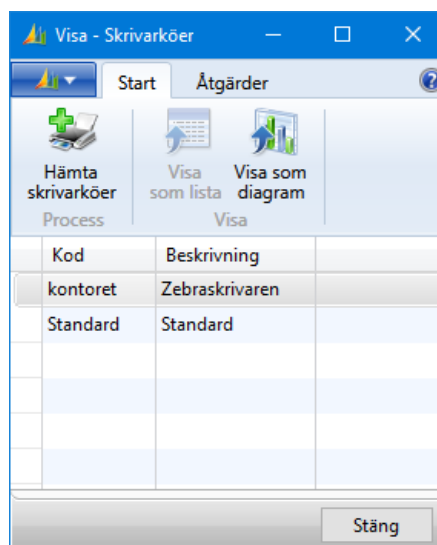 Visa - Skrivarköer
Start Åtgärder
Hämta skrivarköer
Visa som lista
Visa som diagram
Process Visa
Kod Beskrivning
kontoret Zebraskrivaren
Standard Standard
Stäng